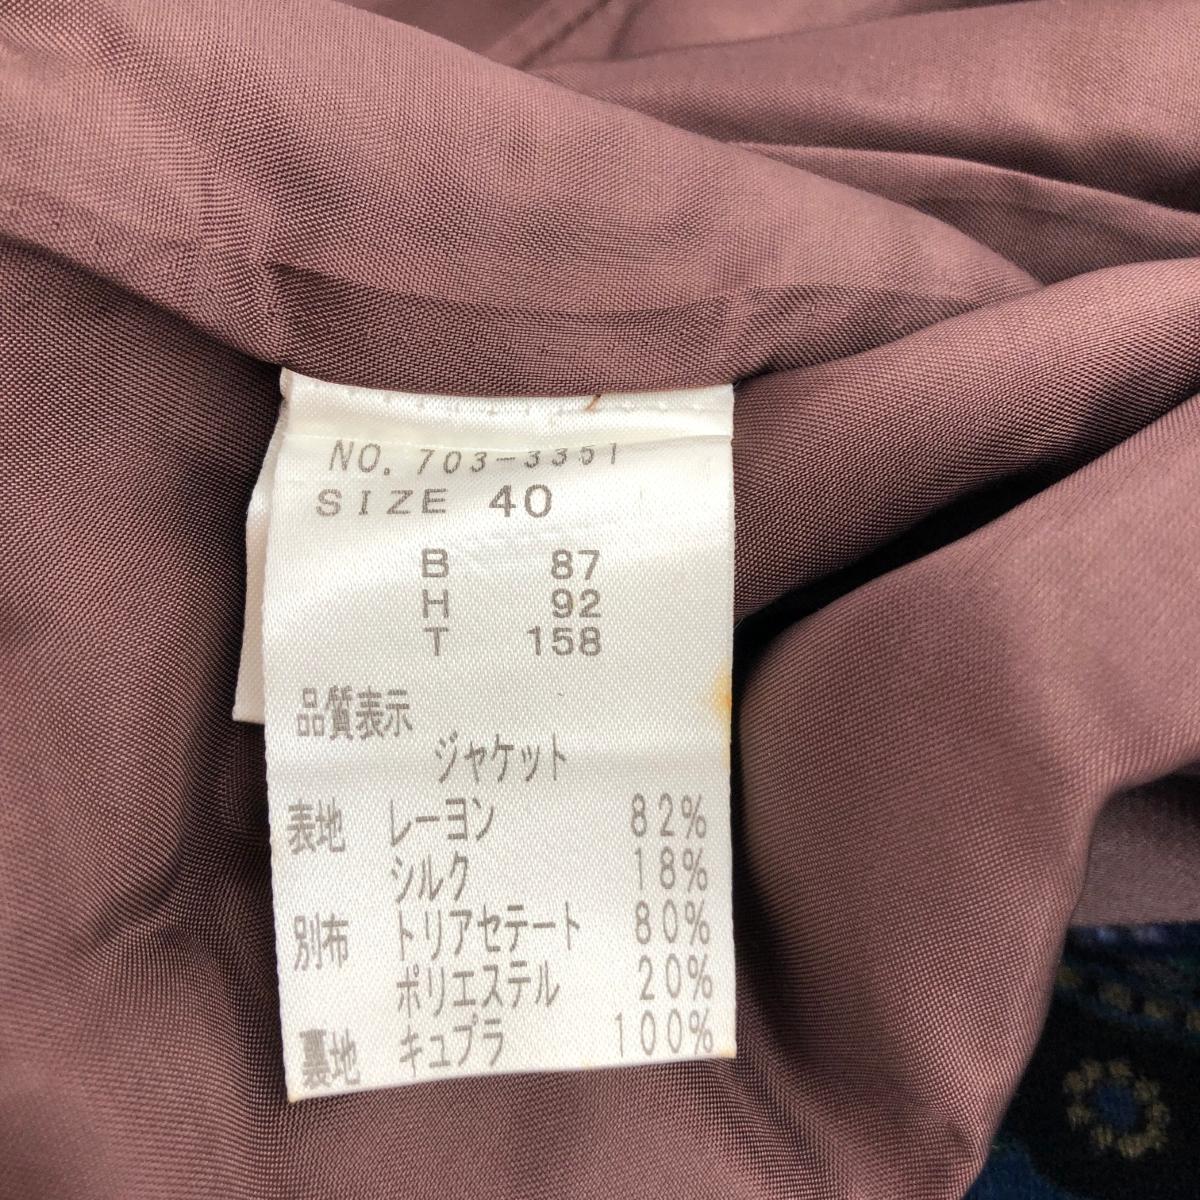 NO. 703-3351
SIZE 40
B 87
H 92
T 158
品質表示
ジャケット
表地 レーヨン 82%
シルク 18%
別布 トリアセテート 80%
ポリエステル 20%
裏地 キュプラ 100%